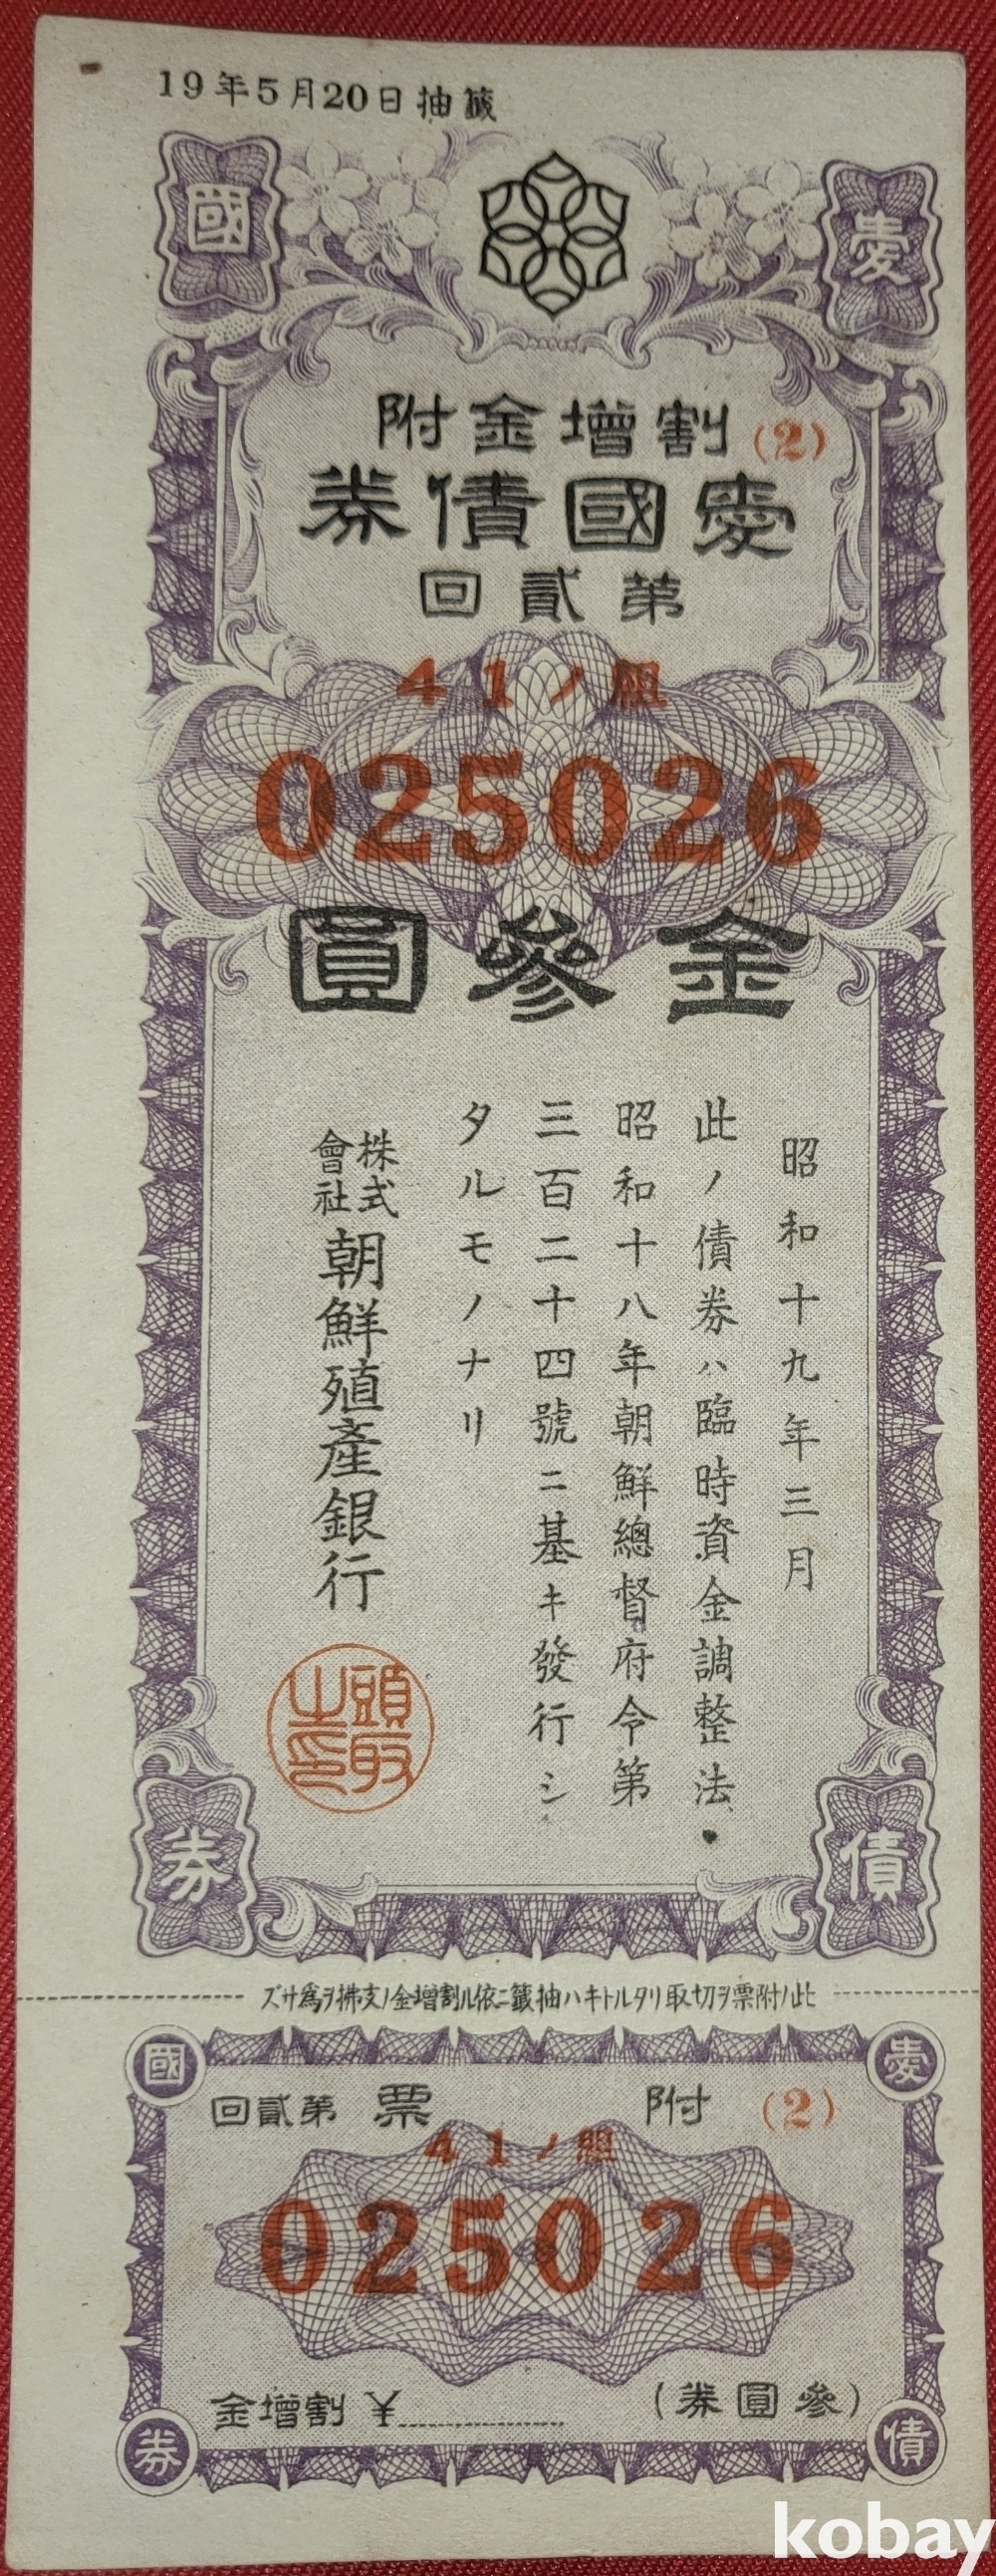 19年5月20日抽籤
愛國
割增金附
(2)
愛國債券
第貳回
41ノ組
025026
金參圓
昭和十九年三月
此ノ債券ハ臨時資金調整法・
昭和十八年朝鮮總督府令第
三百二十四號ニ基キ發行シ
タルモノナリ
株式會社朝鮮殖產銀行
頭取之印
債券
此ノ附票ヲ切取リタルトキハ抽籤ニ依ル割增金ノ支拂ヲ爲サズ
愛國
(2)
附票
第貳回
41ノ組
025026
(參圓券)
割增金¥
債券
kobay